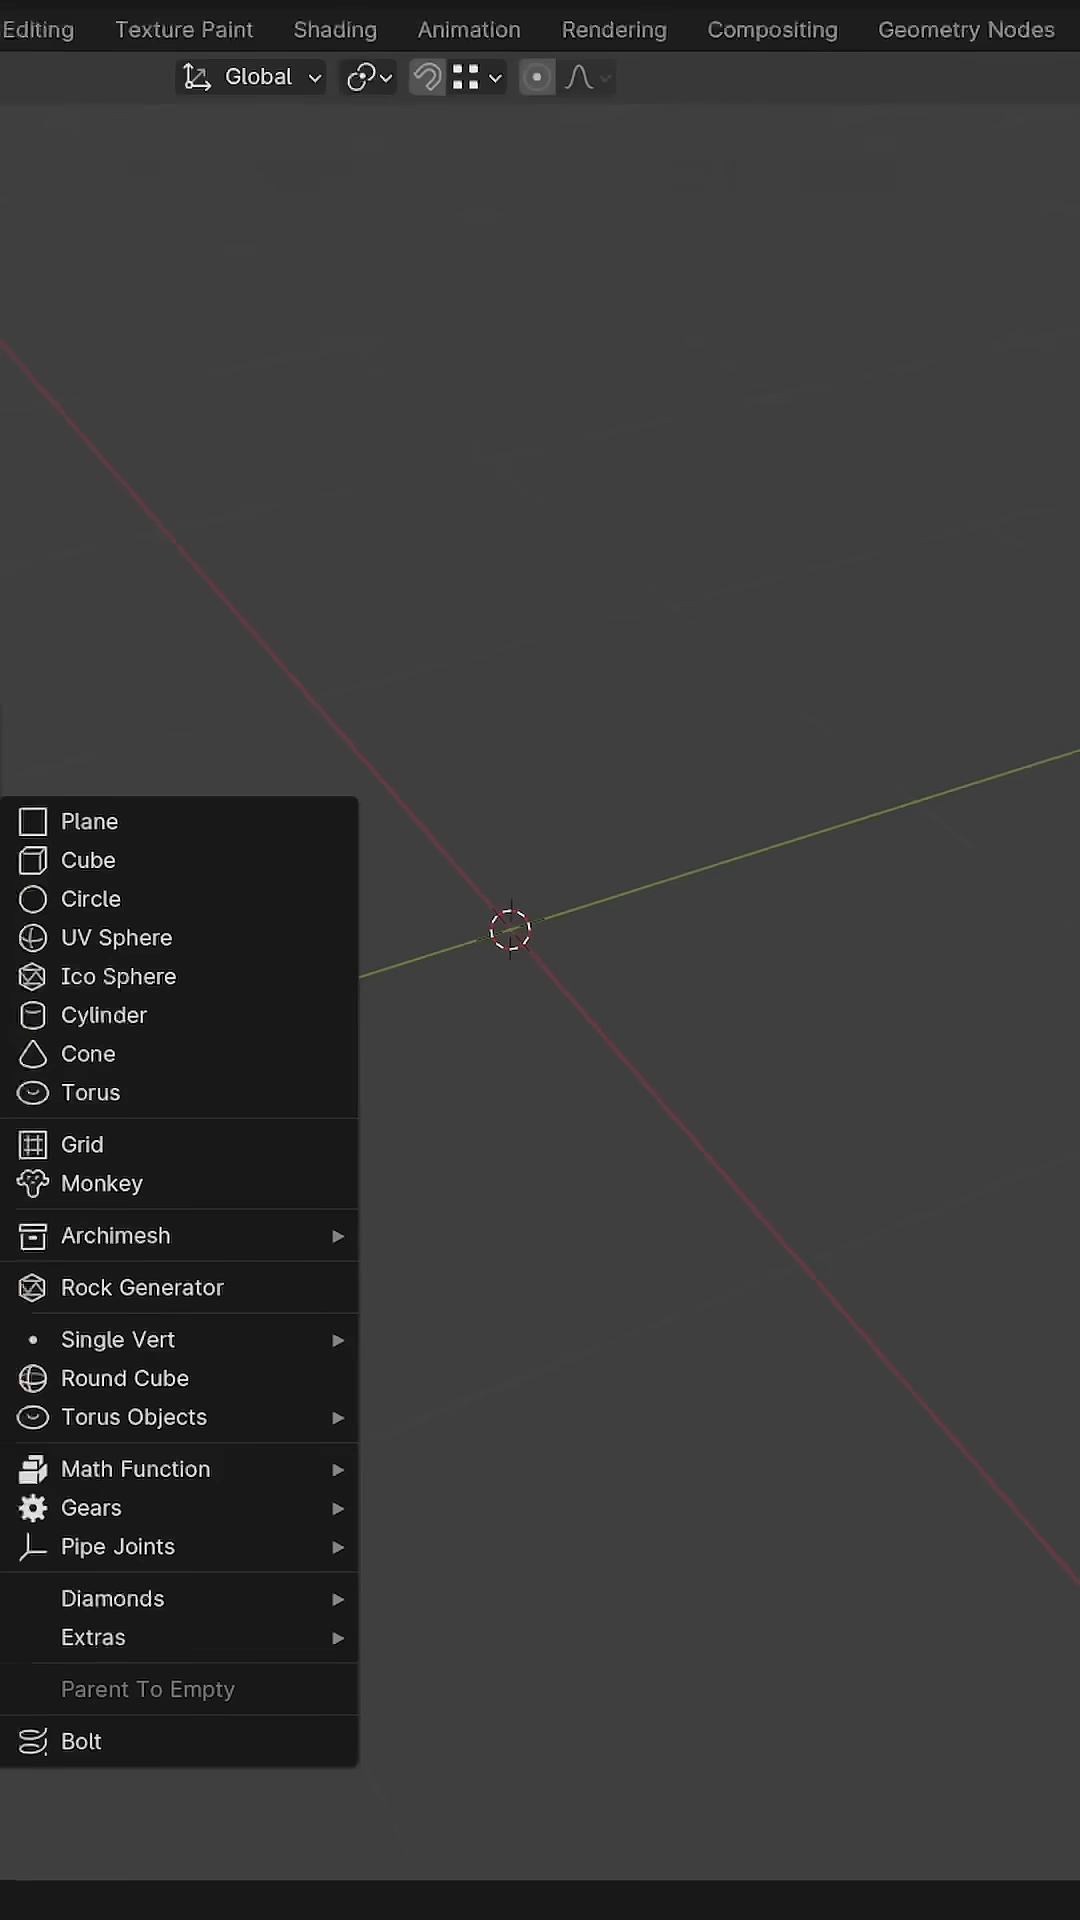 Editing Texture Paint Shading Animation Rendering Compositing Geometry Nodes
Global
Plane
Cube
Circle
UV Sphere
Ico Sphere
Cylinder
Cone
Torus
Grid
Monkey
Archimesh
Rock Generator
Single Vert
Round Cube
Torus Objects
Math Function
Gears
Pipe Joints
Diamonds
Extras
Parent To Empty
Bolt